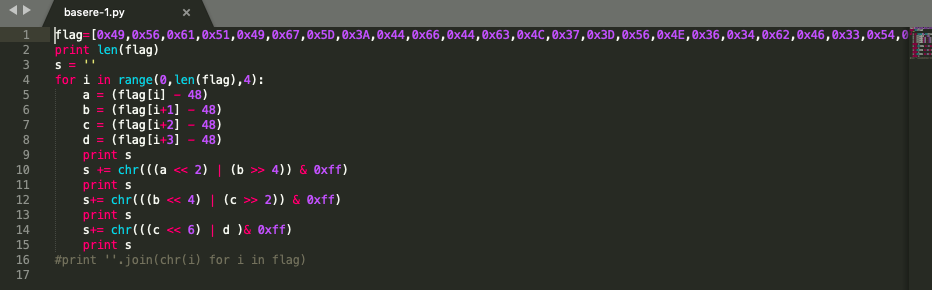 basere-1.py ×
1 flag=[0x49,0x56,0x61,0x51,0x49,0x67,0x5D,0x3A,0x44,0x66,0x44,0x63,0x4C,0x37,0x3D,0x56,0x4E,0x36,0x34,0x62,0x46,0x33,0x54,0
2 print len(flag)
3 s = ''
4 for i in range(0,len(flag),4):
5     a = (flag[i] - 48)
6     b = (flag[i+1] - 48)
7     c = (flag[i+2] - 48)
8     d = (flag[i+3] - 48)
9     print s
10     s += chr(((a << 2) | (b >> 4)) & 0xff)
11     print s
12     s+= chr(((b << 4) | (c >> 2)) & 0xff)
13     print s
14     s+= chr(((c << 6) | d )& 0xff)
15     print s
16 #print ''.join(chr(i) for i in flag)
17